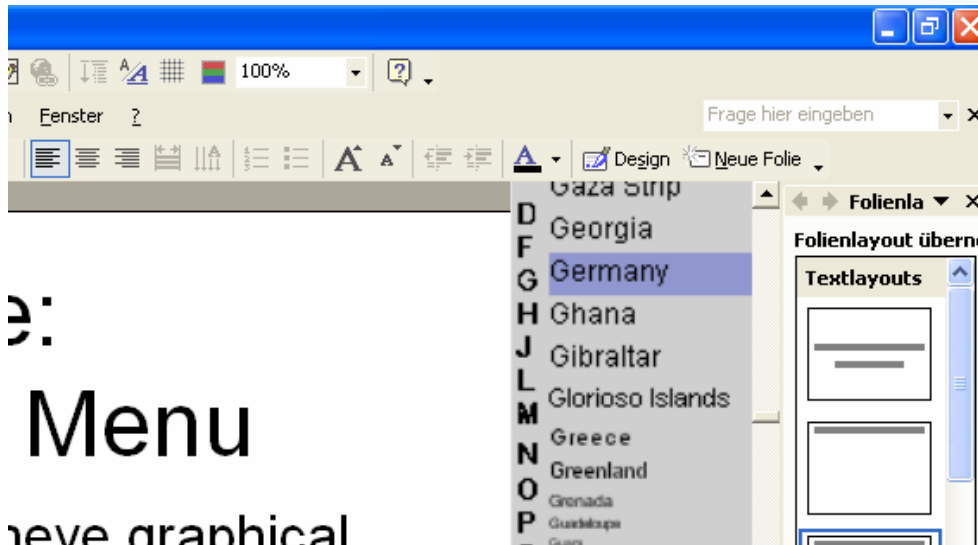 100%
Fenster ?
Frage hier eingeben
Design Neue Folie
Gaza Strip
Folienla
D
Georgia
Folienlayout überne
F
Germany
G
Textlayouts
H
Ghana
e:
J
Gibraltar
L
Glorioso Islands
M
Menu
Greece
N
Greenland
O
Grenada
P
Guadeloupe
heve graphical